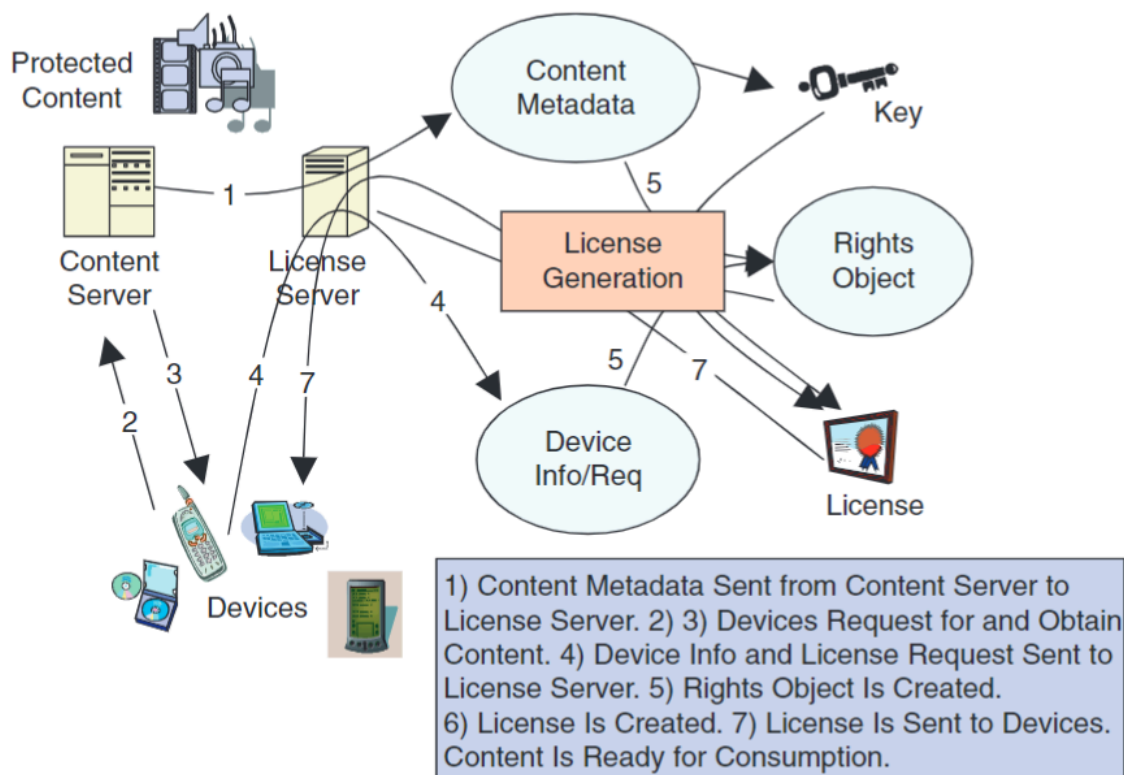 Protected
Content
Content
Metadata
Key
1
5
Content
Server
License
Server
License
Generation
Rights
Object
4
3
4
7
2
5
7
Device
Info/Req
License
Devices
1) Content Metadata Sent from Content Server to
License Server. 2) 3) Devices Request for and Obtain
Content. 4) Device Info and License Request Sent to
License Server. 5) Rights Object Is Created.
6) License Is Created. 7) License Is Sent to Devices.
Content Is Ready for Consumption.